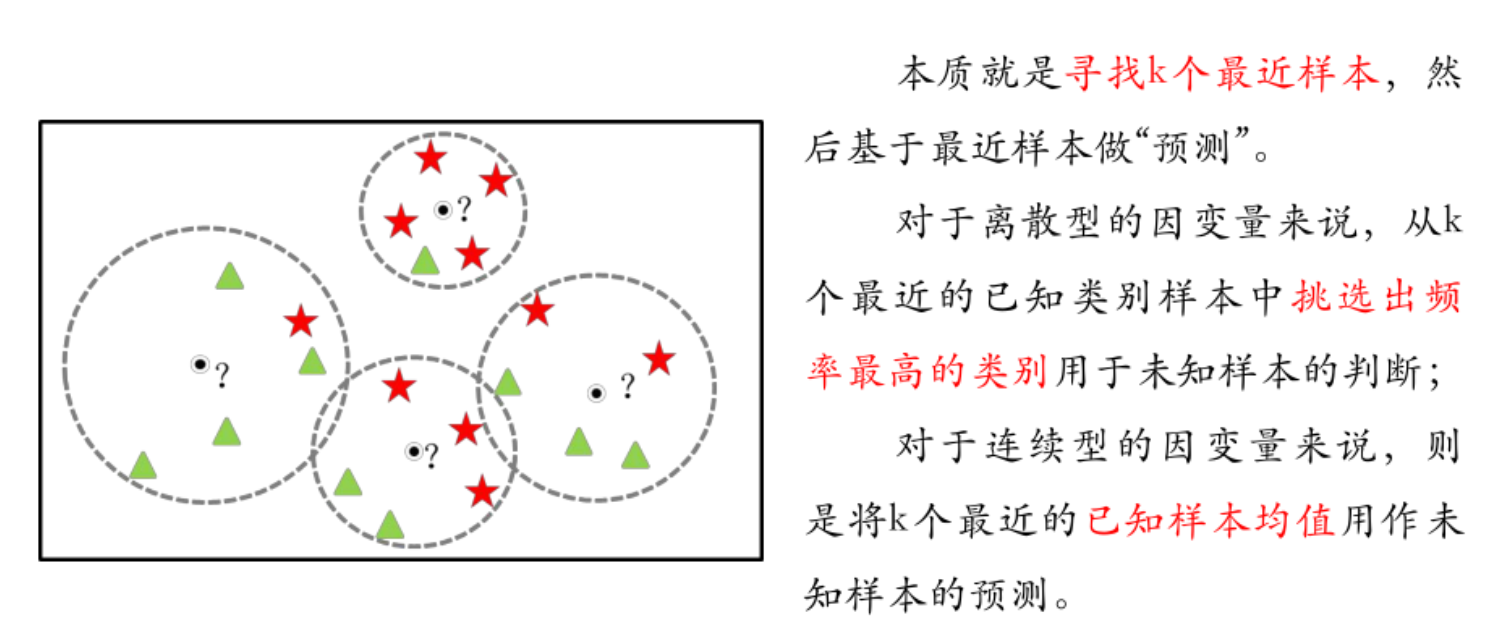 ?
?
?
?
本质就是寻找k个最近样本，然
后基于最近样本做“预测”。
对于离散型的因变量来说，从k
个最近的已知类别样本中挑选出频
率最高的类别用于未知样本的判断；
对于连续型的因变量来说，则
是将k个最近的已知样本均值用作未
知样本的预测。